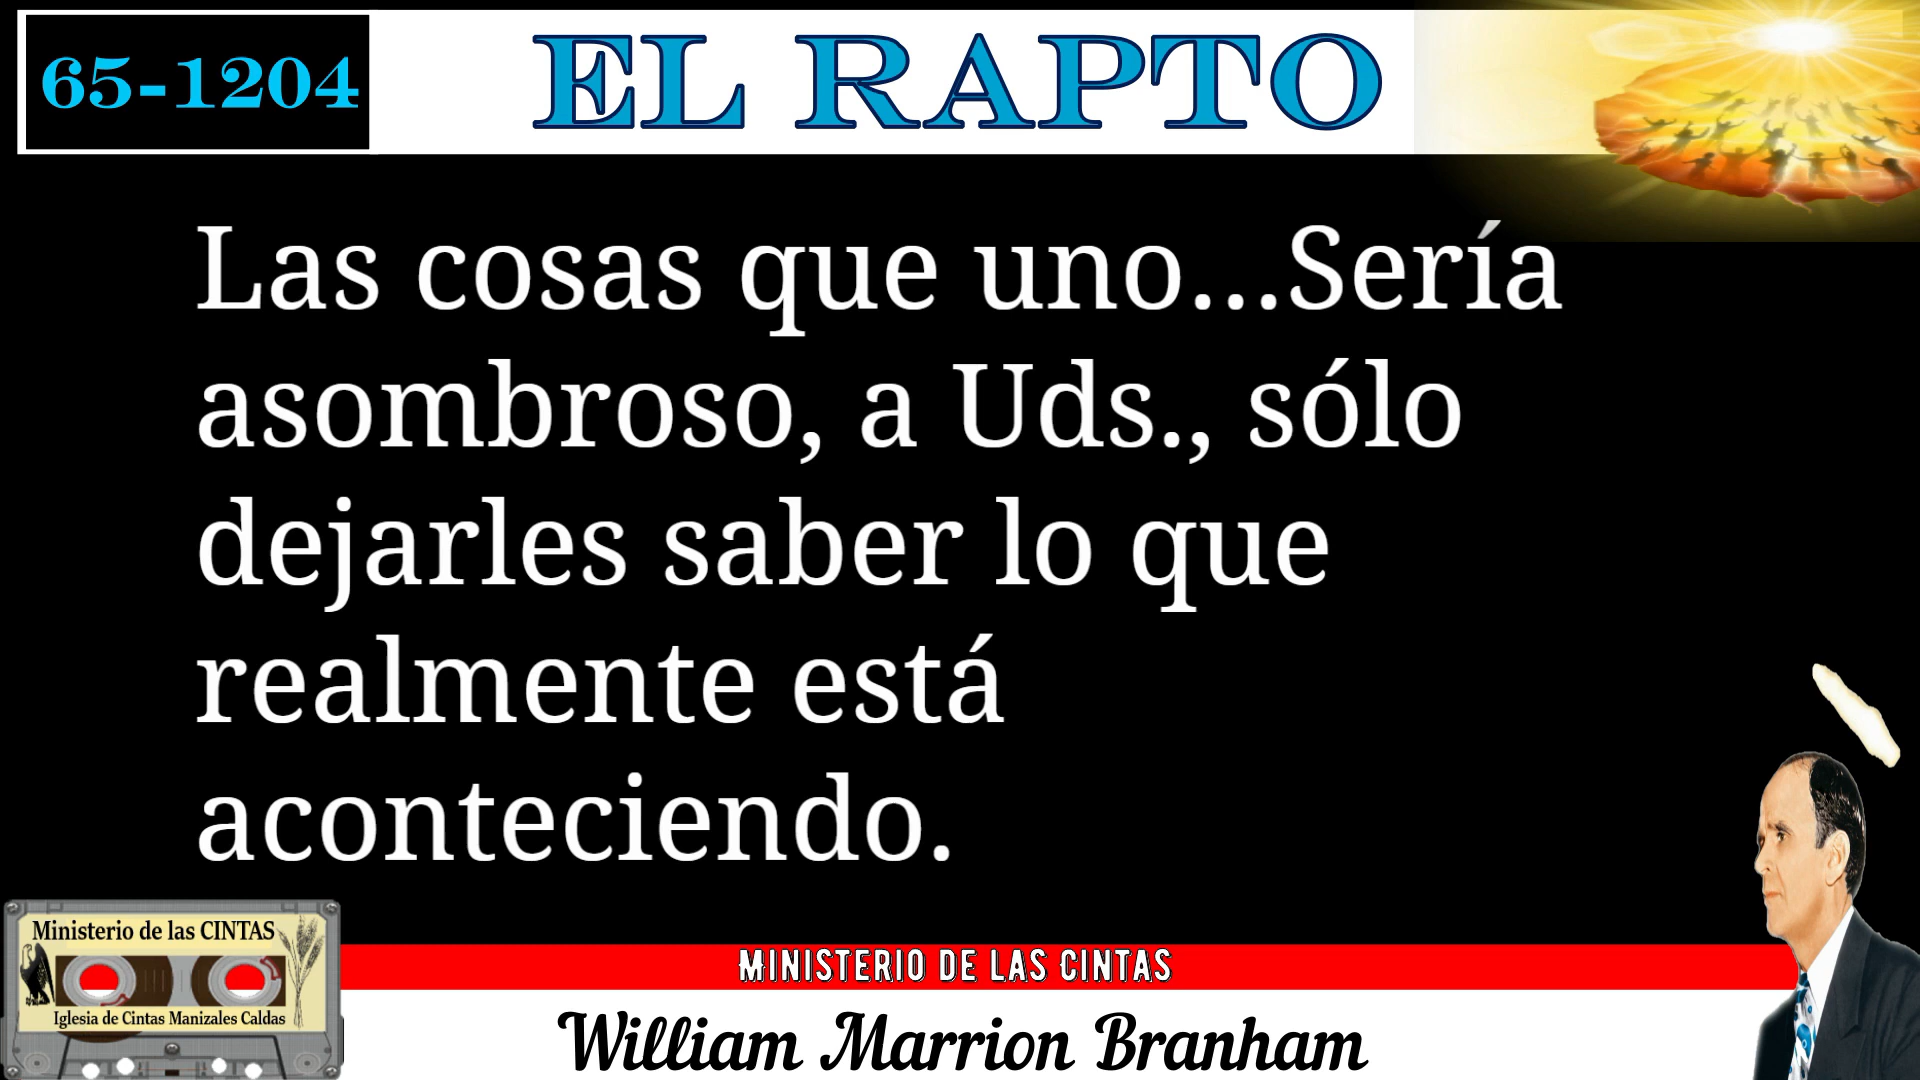 65-1204
EL RAPTO
Las cosas que uno...Sería
asombroso, a Uds., sólo
dejarles saber lo que
realmente está
aconteciendo.
Ministerio de las CINTAS
Iglesia de Cintas Manizales Caldas
MINISTERIO DE LAS CINTAS
William Marrion Branham